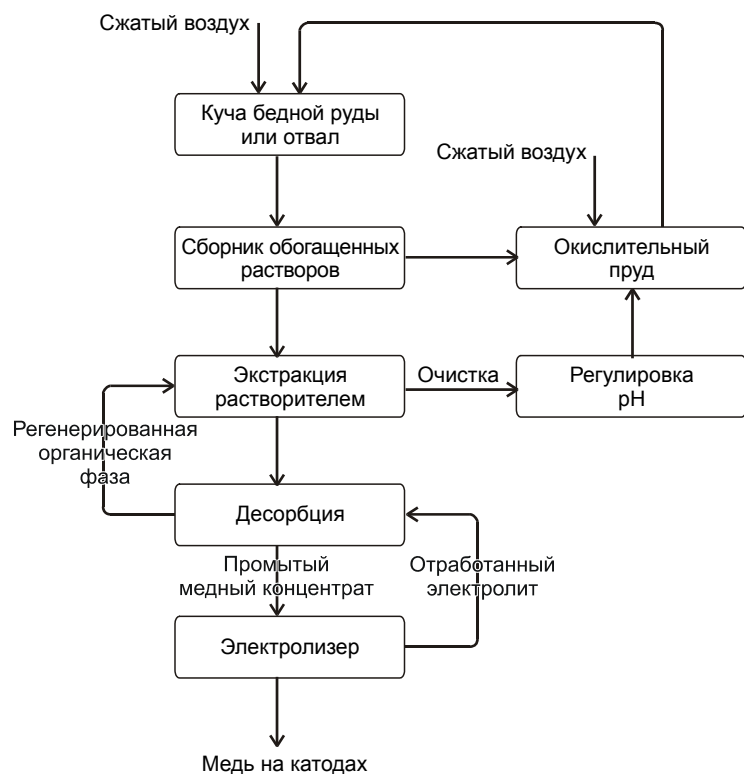 Сжатый воздух
Куча бедной руды
или отвал
Сжатый воздух
Сборник обогащенных
растворов
Окислительный
пруд
Экстракция
растворителем
Очистка
Регулировка
pH
Регенерированная
органическая
фаза
Десорбция
Промытый
медный концентрат
Отработанный
электролит
Электролизер
Медь на катодах